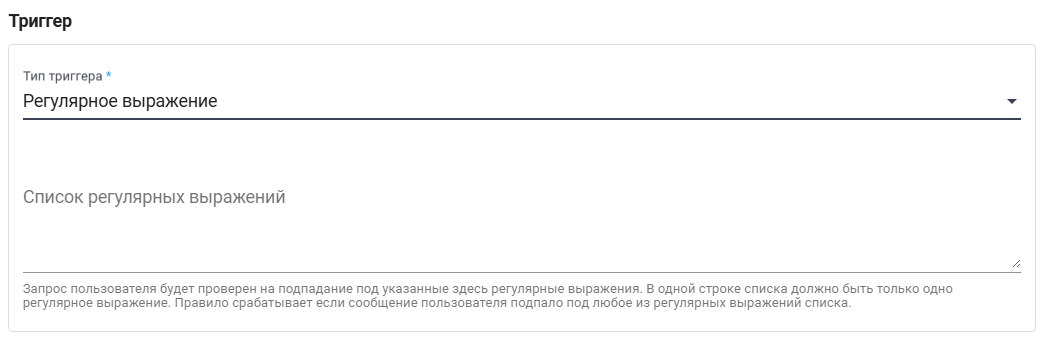 Триггер
Тип триггера *
Регулярное выражение
Список регулярных выражений
Запрос пользователя будет проверен на подпадание под указанные здесь регулярные выражения. В одной строке списка должно быть только одно
регулярное выражение. Правило срабатывает если сообщение пользователя подпало под любое из регулярных выражений списка.